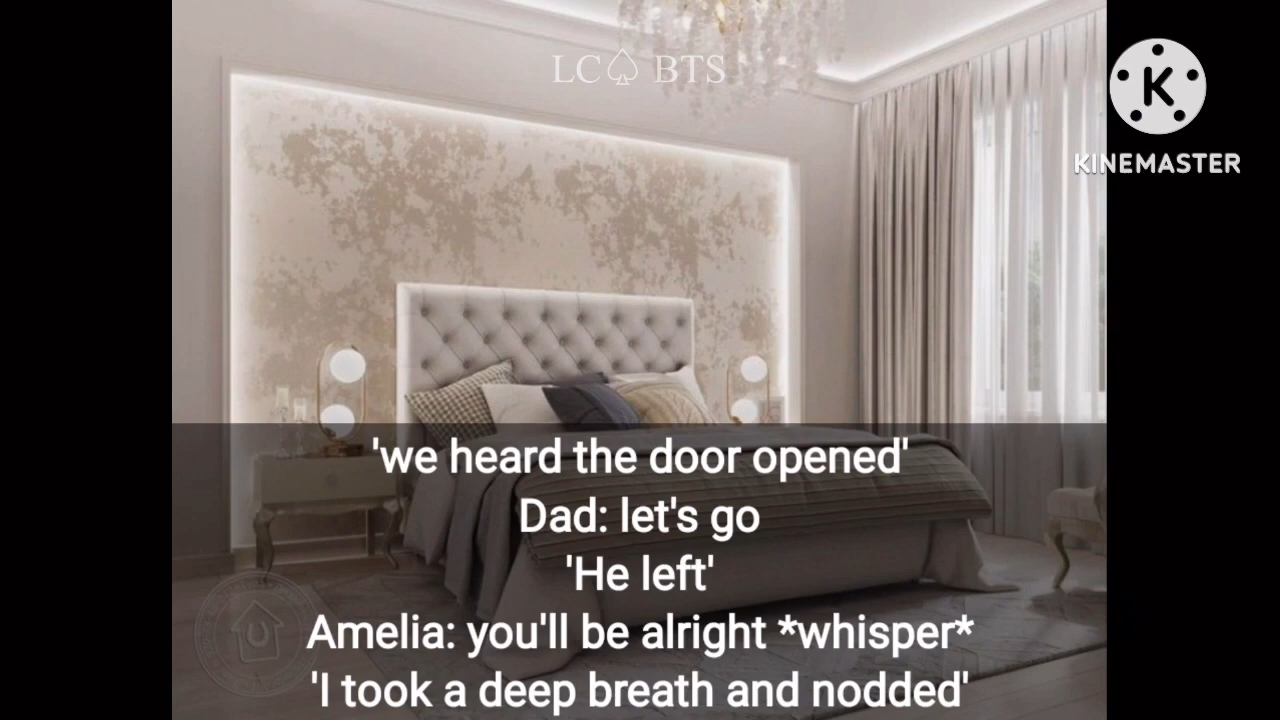 LC♤ BTS
KINEMASTER
'we heard the door opened'
Dad: let's go
'He left'
Amelia: you'll be alright *whisper*
'I took a deep breath and nodded'